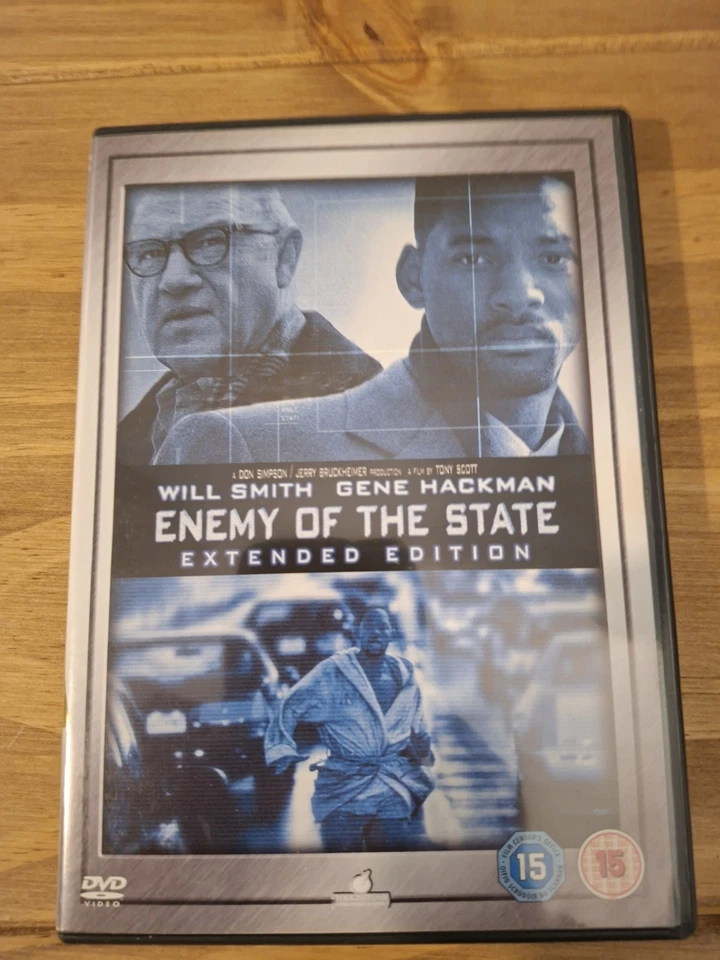 A DON SIMPSON / JERRY BRUCKHEIMER PRODUCTION A FILM BY TONY SCOTT
WILL SMITH GENE HACKMAN
ENEMY OF THE STATE
EXTENDED EDITION
DVD
VIDEO
15
15